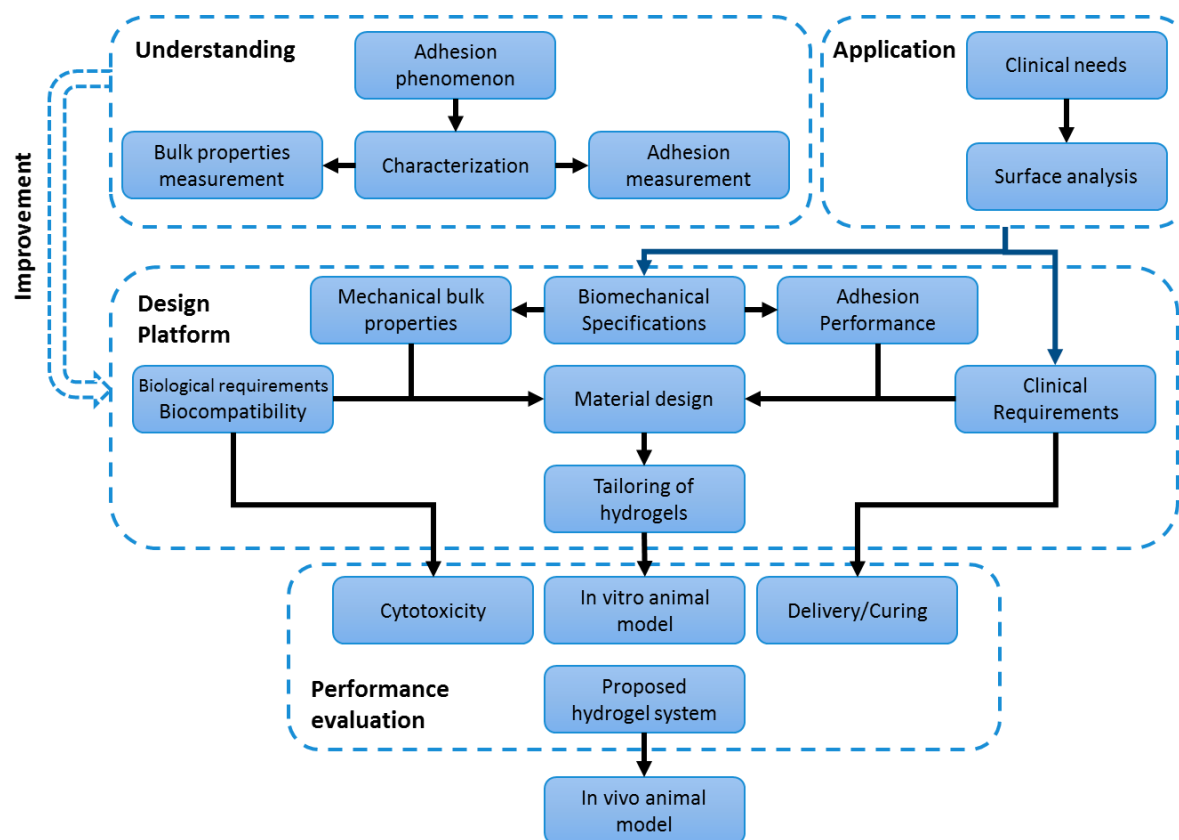 Understanding
Adhesion
phenomenon
Bulk properties
measurement
Characterization
Adhesion
measurement
Application
Clinical needs
Surface analysis
Improvement
Design
Platform
Mechanical bulk
properties
Biomechanical
Specifications
Adhesion
Performance
Biological requirements
Biocompatibility
Material design
Clinical
Requirements
Tailoring of
hydrogels
Cytotoxicity
In vitro animal
model
Delivery/Curing
Performance
evaluation
Proposed
hydrogel system
In vivo animal
model